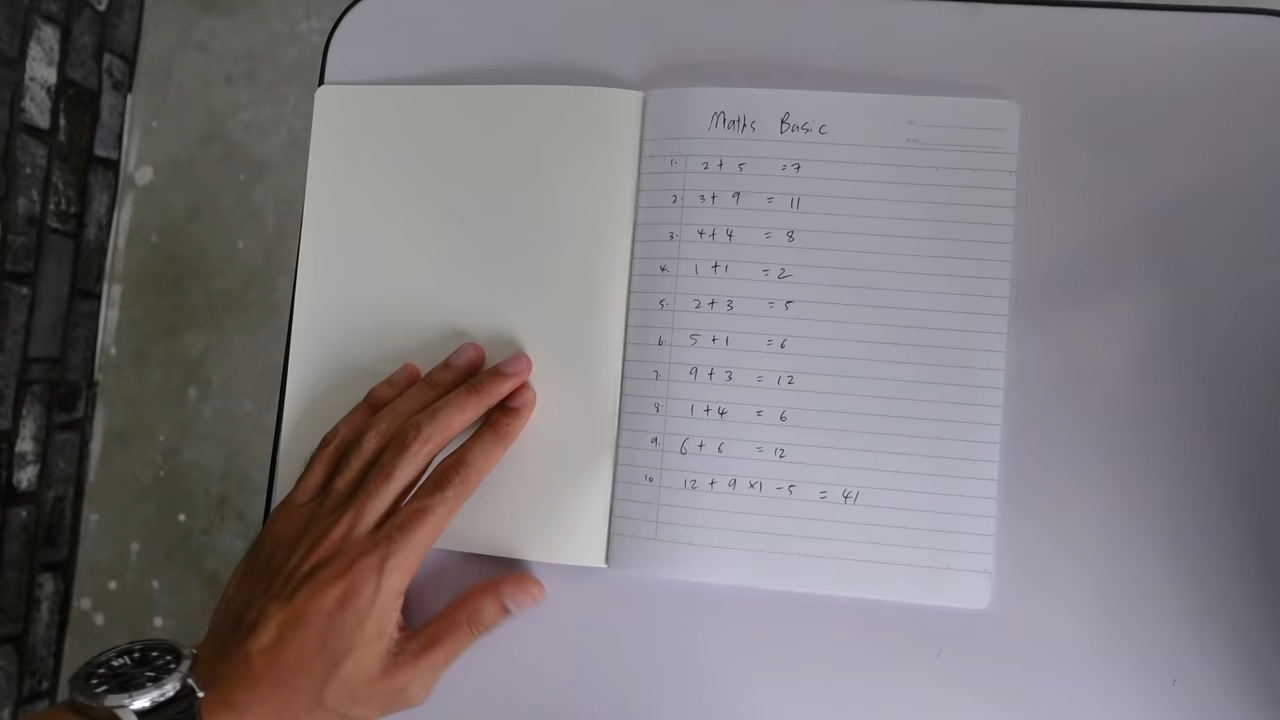 Maths Basic
1. 2 + 5 = 7
2. 3 + 9 = 11
3. 4 + 4 = 8
4. 1 + 1 = 2
5. 2 + 3 = 5
6. 5 + 1 = 6
7. 9 + 3 = 12
8. 1 + 4 = 6
9. 6 + 6 = 12
10 12 + 9 x 1 - 5 = 41